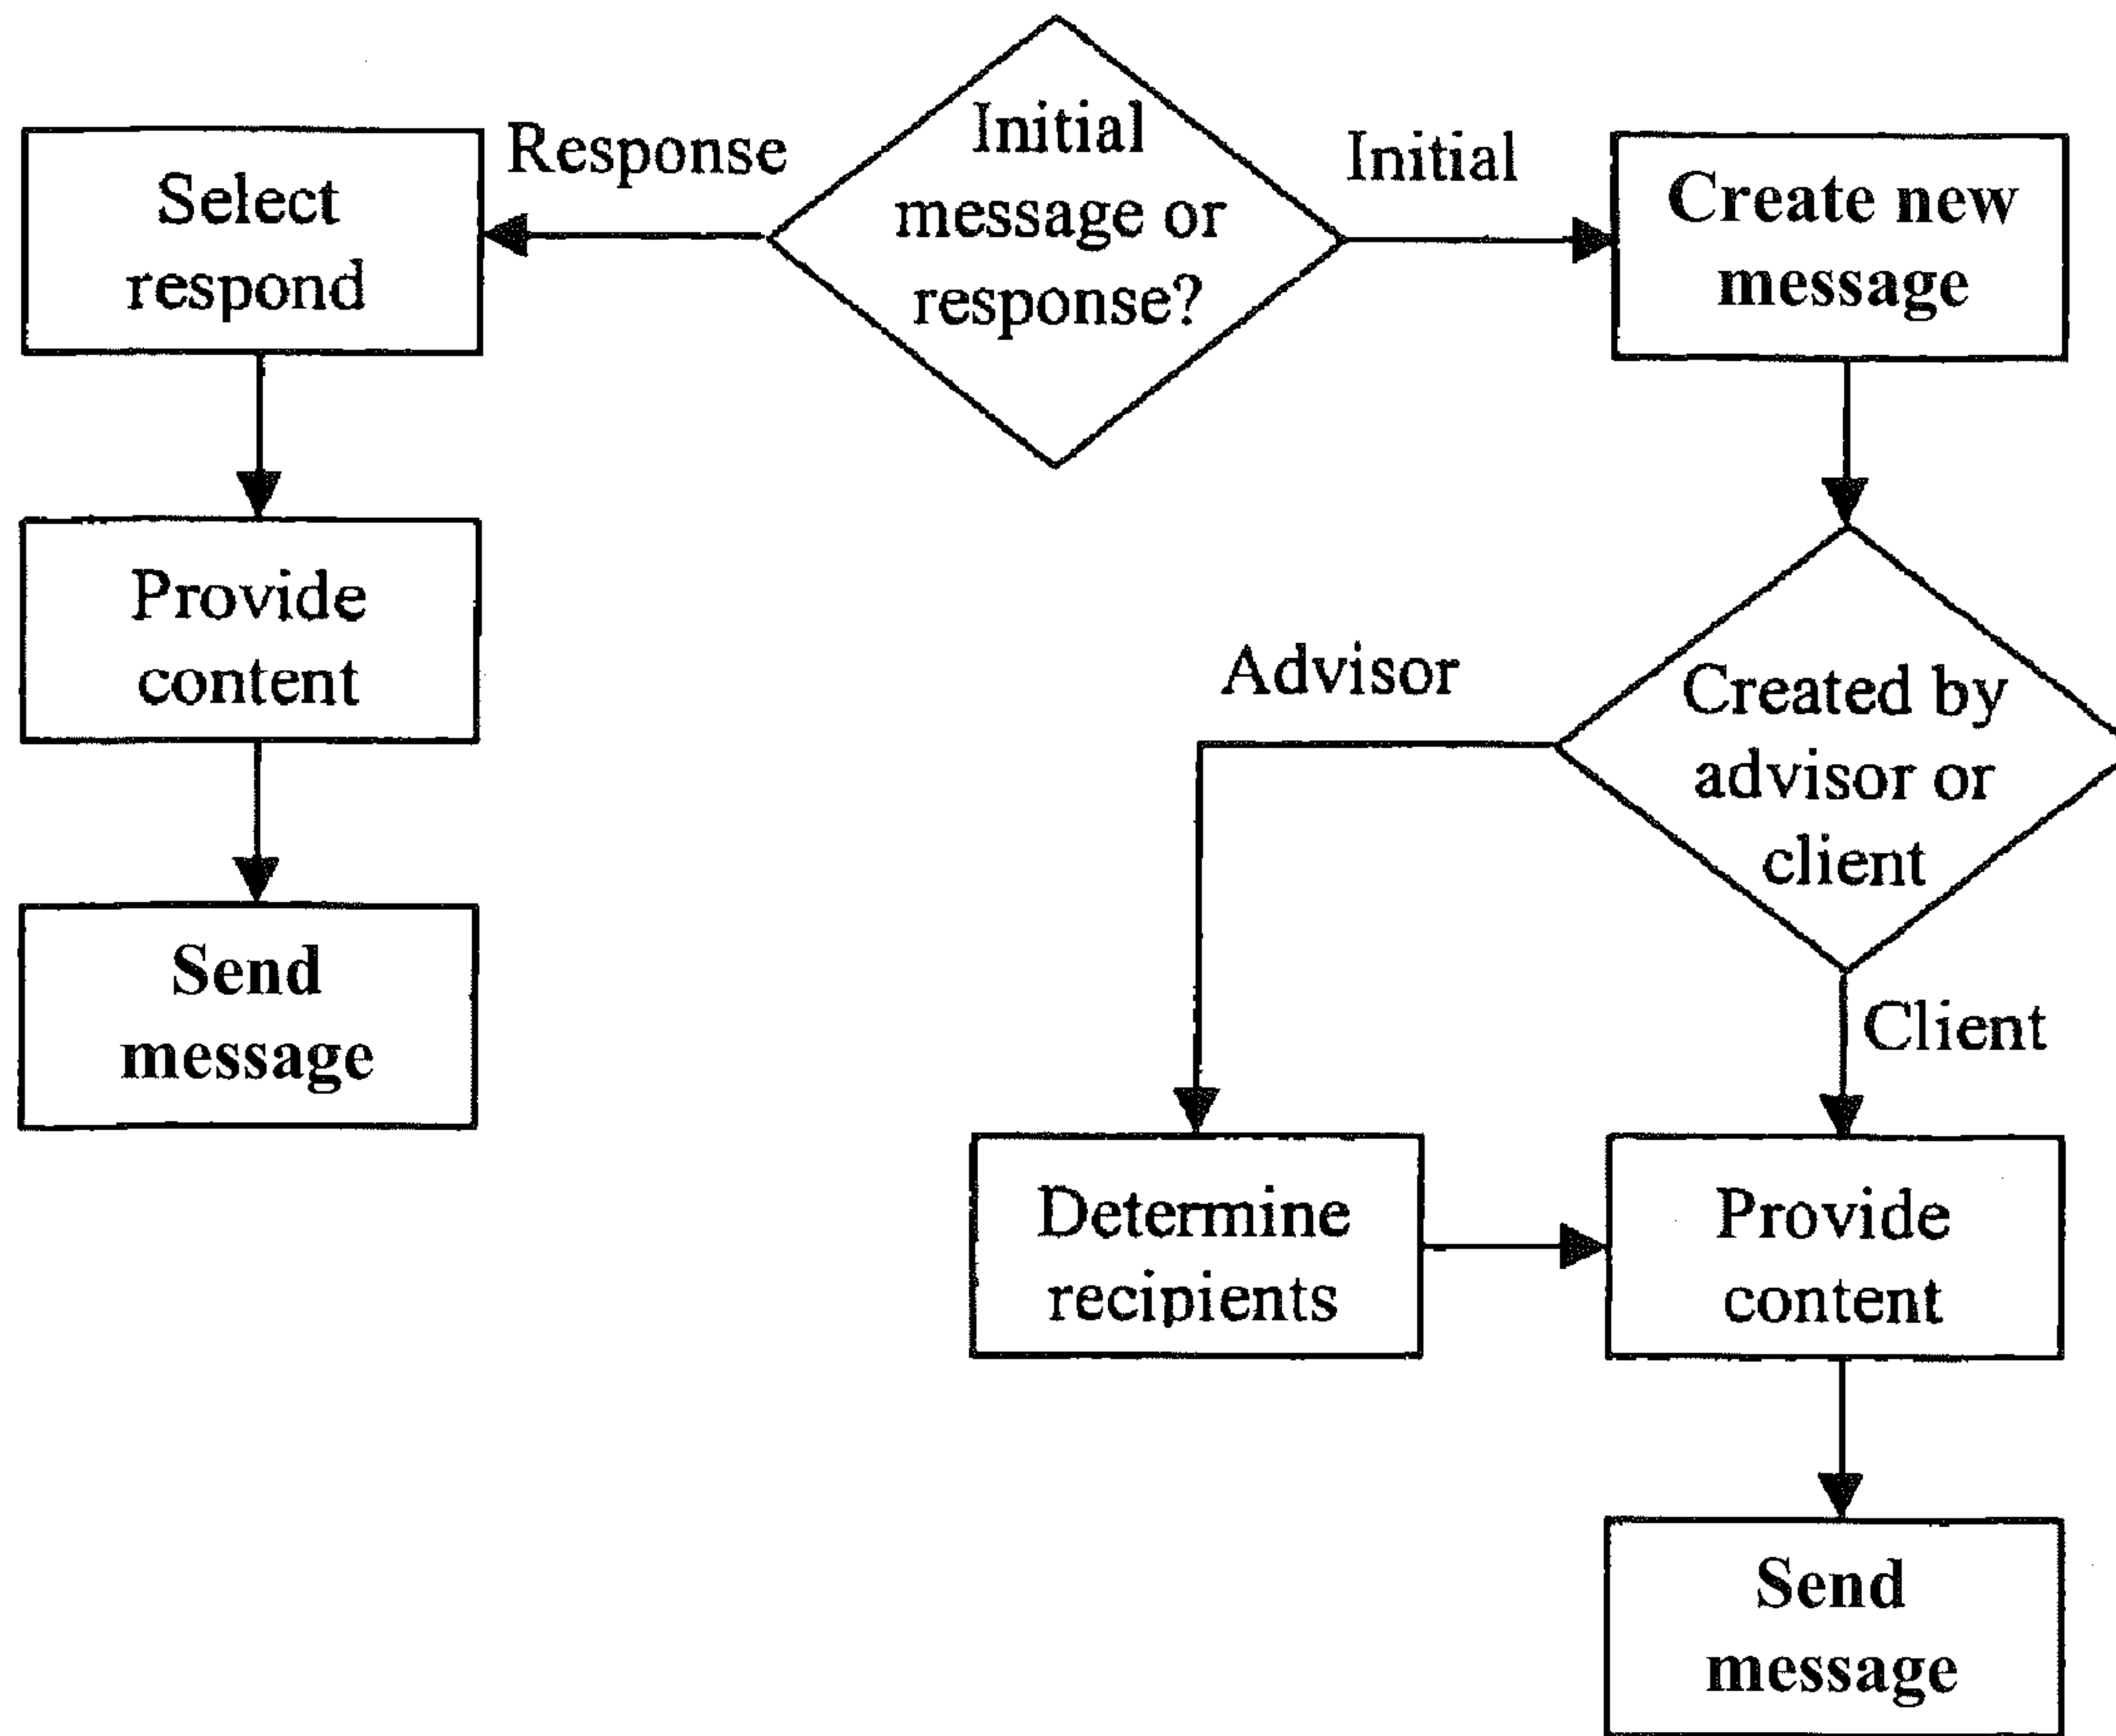 Initial
message or
response?
Response
Select
respond
Provide
content
Send
message
Initial
Create new
message
Created by
advisor or
client
Advisor
Determine
recipients
Client
Provide
content
Send
message